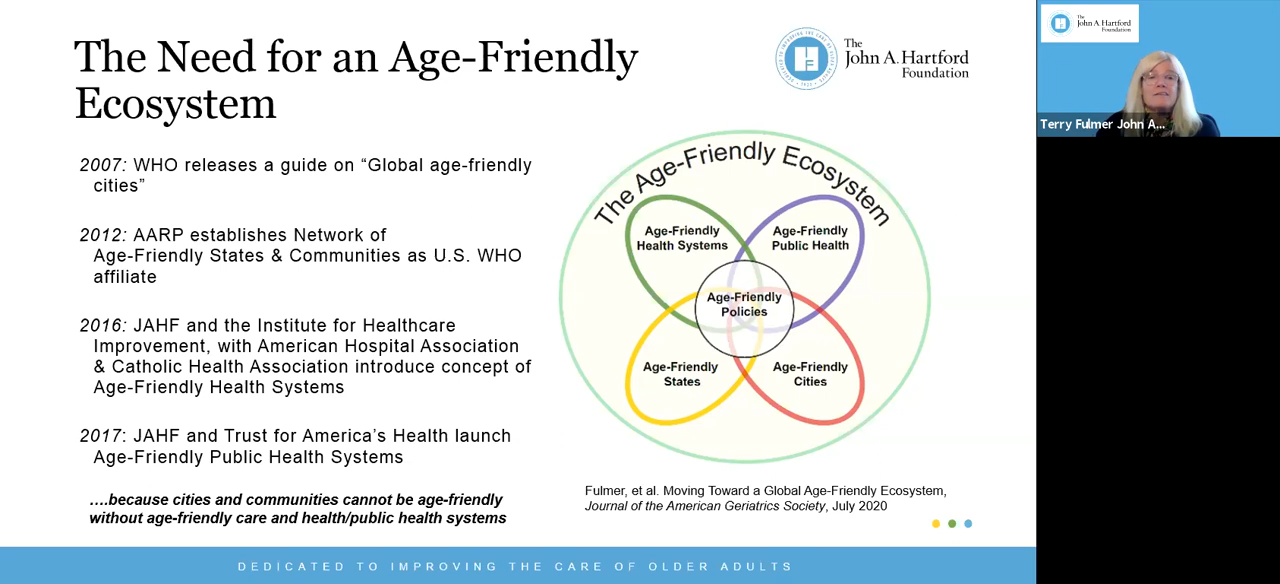 The Need for an Age-Friendly
Ecosystem
The
John A. Hartford
Foundation
2007: WHO releases a guide on “Global age-friendly
cities”
2012: AARP establishes Network of
Age-Friendly States & Communities as U.S. WHO
affiliate
2016: JAHF and the Institute for Healthcare
Improvement, with American Hospital Association
& Catholic Health Association introduce concept of
Age-Friendly Health Systems
2017: JAHF and Trust for America’s Health launch
Age-Friendly Public Health Systems
....because cities and communities cannot be age-friendly
without age-friendly care and health/public health systems
The Age-Friendly Ecosystem
Age-Friendly
Health Systems
Age-Friendly
Public Health
Age-Friendly
Policies
Age-Friendly
States
Age-Friendly
Cities
Fulmer, et al. Moving Toward a Global Age-Friendly Ecosystem,
Journal of the American Geriatrics Society, July 2020
DEDICATED TO IMPROVING THE CARE OF OLDER ADULTS
The
John A. Hartford
Foundation
Terry Fulmer John A...